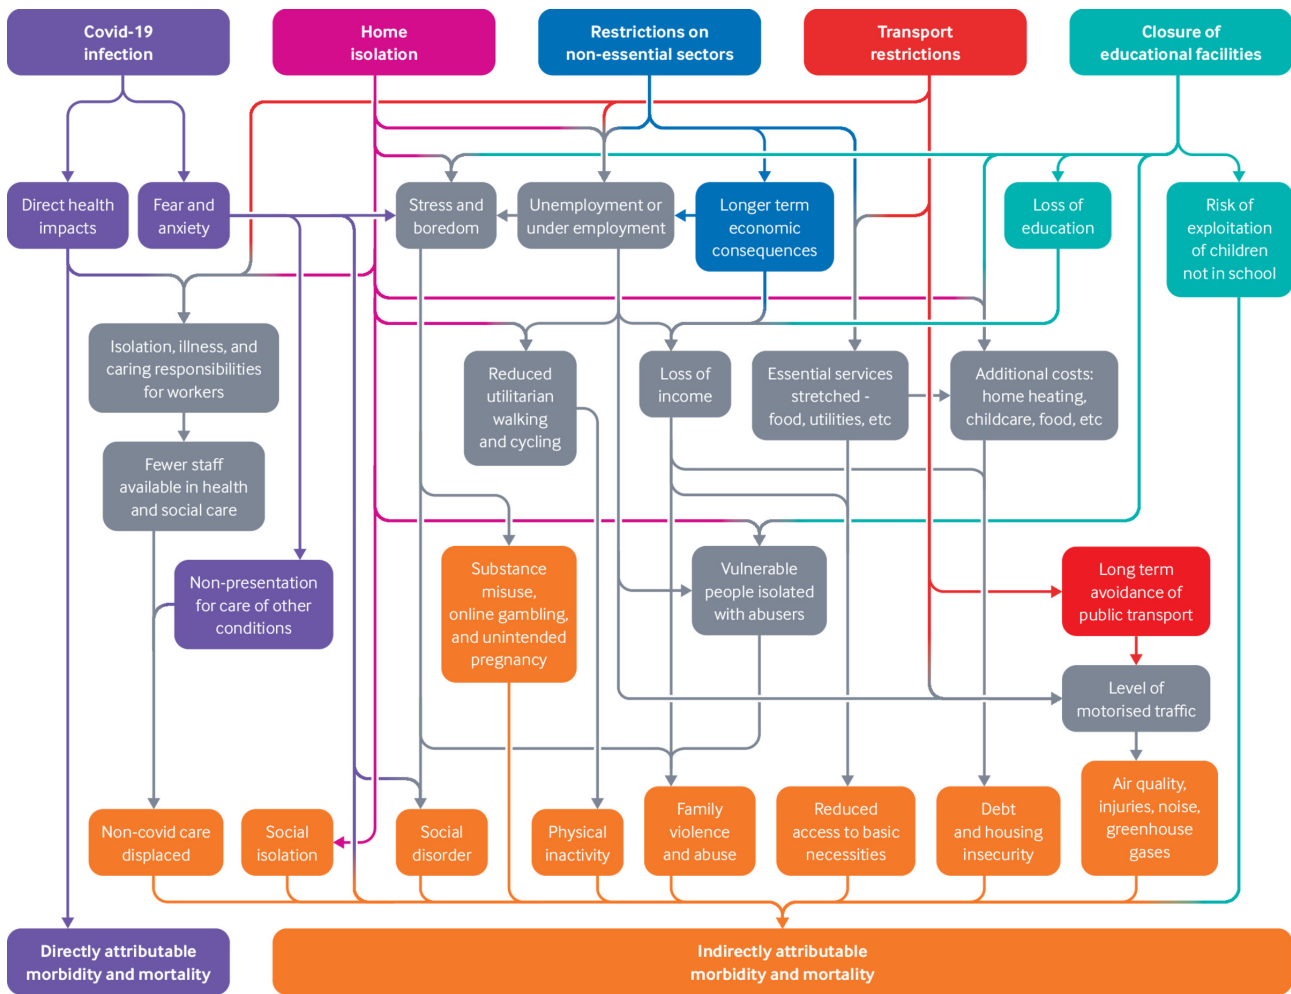 Covid-19
infection
Home
isolation
Restrictions on
non-essential sectors
Transport
restrictions
Closure of
educational facilities
Direct health
impacts
Fear and
anxiety
Stress and
boredom
Unemployment or
under employment
Longer term
economic
consequences
Loss of
education
Risk of
exploitation
of children
not in school
Isolation, illness, and
caring responsibilities
for workers
Reduced
utilitarian
walking
and cycling
Loss of
income
Essential services
stretched -
food, utilities, etc
Additional costs:
home heating,
childcare, food, etc
Fewer staff
available in health
and social care
Non-presentation
for care of other
conditions
Substance
misuse,
online gambling,
and unintended
pregnancy
Vulnerable
people isolated
with abusers
Long term
avoidance of
public transport
Level of
motorised traffic
Non-covid care
displaced
Social
isolation
Social
disorder
Physical
inactivity
Family
violence
and abuse
Reduced
access to basic
necessities
Debt
and housing
insecurity
Air quality,
injuries, noise,
greenhouse
gases
Directly attributable
morbidity and mortality
Indirectly attributable
morbidity and mortality